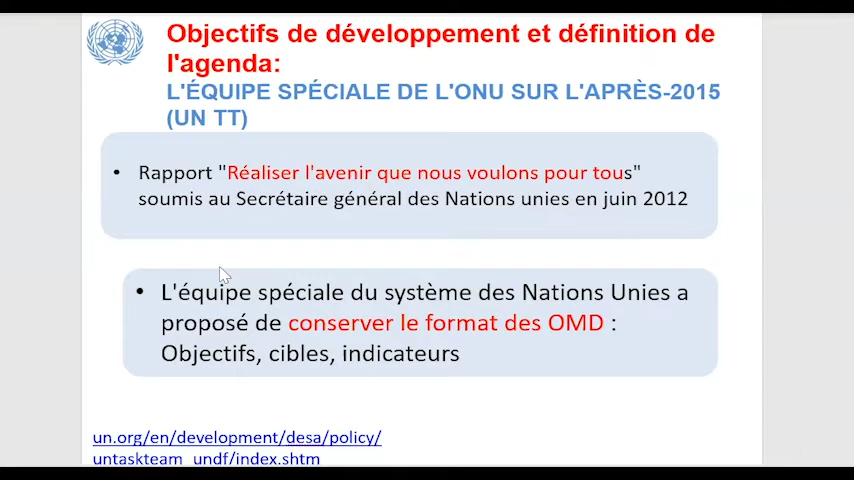 Objectifs de développement et définition de
l'agenda:
L'ÉQUIPE SPÉCIALE DE L'ONU SUR L'APRÈS-2015
(UN TT)
• Rapport "Réaliser l'avenir que nous voulons pour tous"
soumis au Secrétaire général des Nations unies en juin 2012
• L'équipe spéciale du système des Nations Unies a
proposé de conserver le format des OMD :
Objectifs, cibles, indicateurs
un.org/en/development/desa/policy/
untaskteam_undf/index.shtm